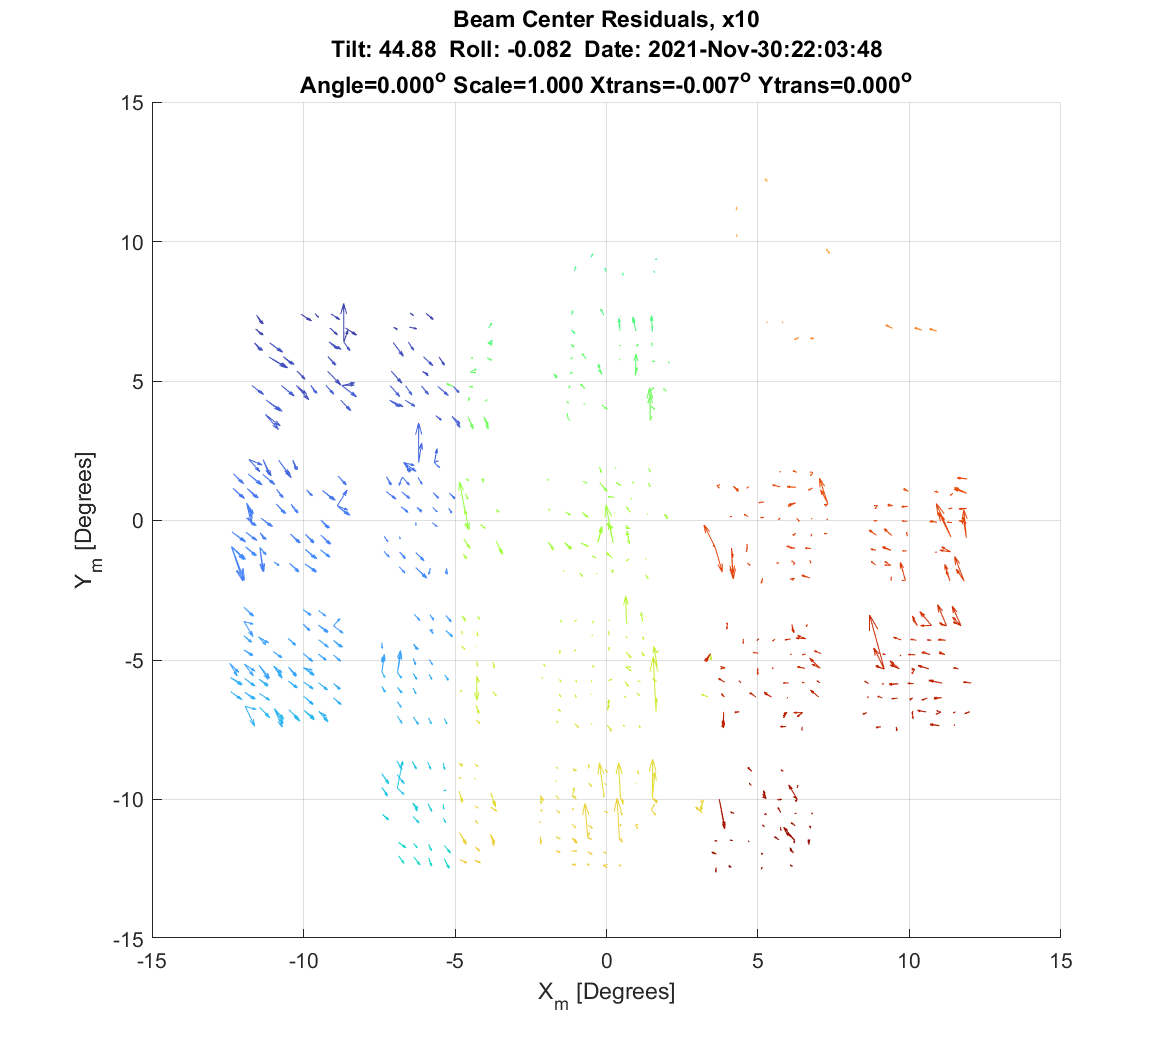 Beam Center Residuals, x10
Tilt: 44.88 Roll: -0.082 Date: 2021-Nov-30:22:03:48
Angle=0.000° Scale=1.000 Xtrans=-0.007° Ytrans=0.000°
15
10
5
0
-5
-10
-15
Y_m [Degrees]
-15 -10 -5 0 5 10 15
X_m [Degrees]